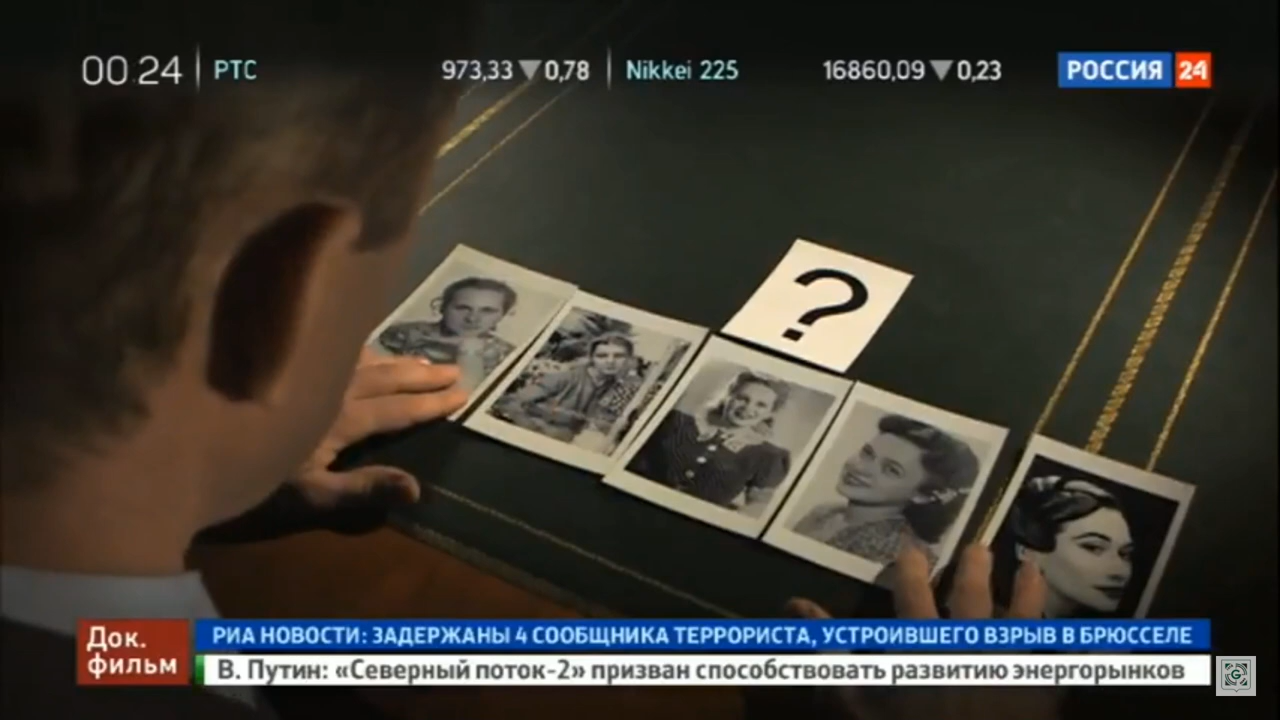 00 24 РТС 973,33▼0,78 Nikkei 225 16860,09▼0,23 РОССИЯ 24
?
Док.
фильм
РИА НОВОСТИ: ЗАДЕРЖАНЫ 4 СООБЩНИКА ТЕРРОРИСТА, УСТРОИВШЕГО ВЗРЫВ В БРЮССЕЛЕ
В. Путин: «Северный поток-2» призван способствовать развитию энергорынков
G